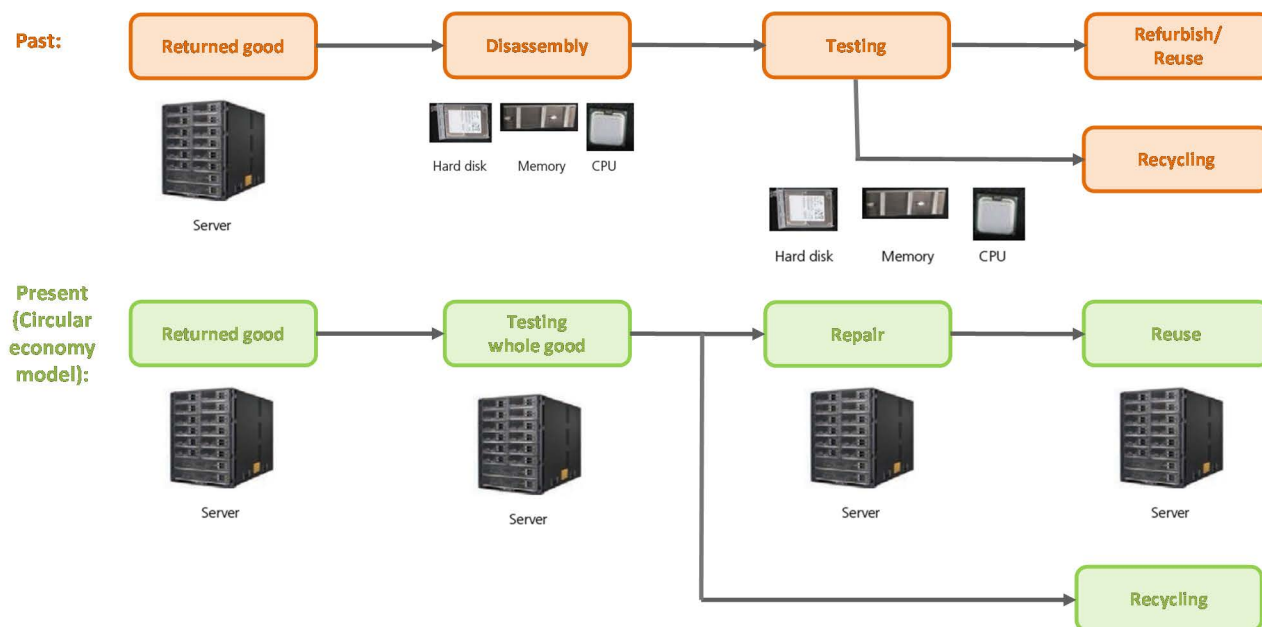 Past:
Returned good
Disassembly
Testing
Refurbish/
Reuse
Hard disk
Memory
CPU
Recycling
Server
Hard disk
Memory
CPU
Present
(Circular
economy
model):
Returned good
Testing
whole good
Repair
Reuse
Server
Server
Server
Server
Recycling